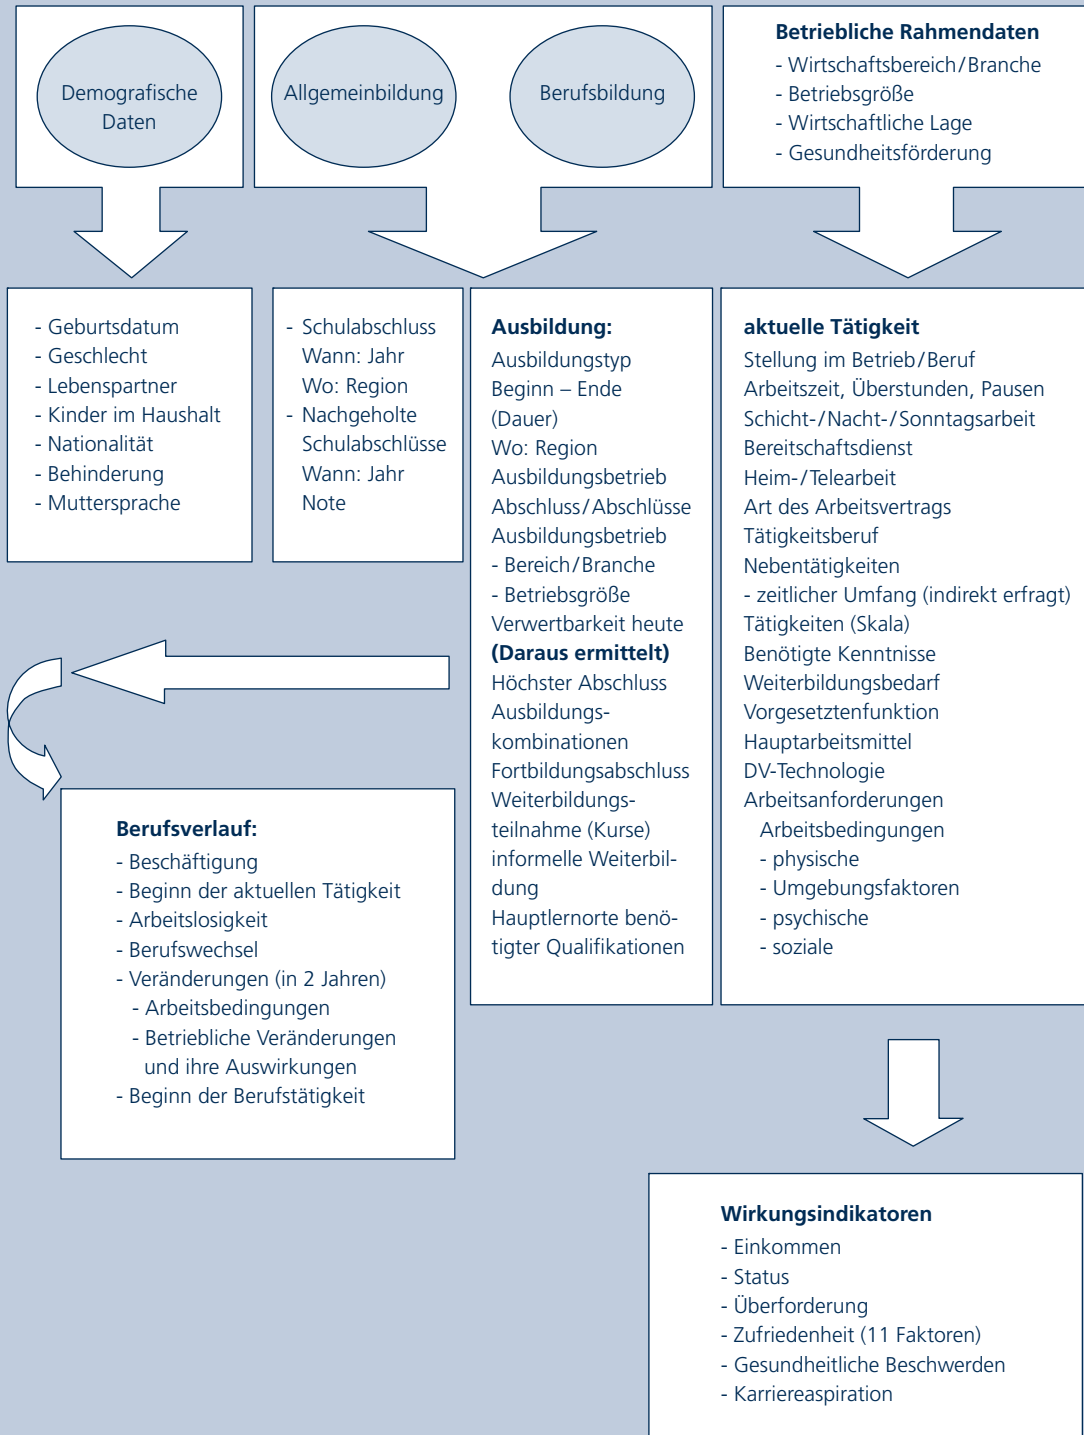 Demografische
Daten
Allgemeinbildung
Berufsbildung
Betriebliche Rahmendaten
- Wirtschaftsbereich/Branche
- Betriebsgröße
- Wirtschaftliche Lage
- Gesundheitsförderung
- Geburtsdatum
- Geschlecht
- Lebenspartner
- Kinder im Haushalt
- Nationalität
- Behinderung
- Muttersprache
- Schulabschluss
Wann: Jahr
Wo: Region
- Nachgeholte
Schulabschlüsse
Wann: Jahr
Note
Ausbildung:
Ausbildungstyp
Beginn – Ende
(Dauer)
Wo: Region
Ausbildungsbetrieb
Abschluss/Abschlüsse
Ausbildungsbetrieb
- Bereich/Branche
- Betriebsgröße
Verwertbarkeit heute
(Daraus ermittelt)
Höchster Abschluss
Ausbildungs-
kombinationen
Fortbildungsabschluss
Weiterbildungs-
teilnahme (Kurse)
informelle Weiterbil-
dung
Hauptlernorte benö-
tigter Qualifikationen
aktuelle Tätigkeit
Stellung im Betrieb/Beruf
Arbeitszeit, Überstunden, Pausen
Schicht-/Nacht-/Sonntagsarbeit
Bereitschaftsdienst
Heim-/Telearbeit
Art des Arbeitsvertrags
Tätigkeitsberuf
Nebentätigkeiten
- zeitlicher Umfang (indirekt erfragt)
Tätigkeiten (Skala)
Benötigte Kenntnisse
Weiterbildungsbedarf
Vorgesetztenfunktion
Hauptarbeitsmittel
DV-Technologie
Arbeitsanforderungen
Arbeitsbedingungen
- physische
- Umgebungsfaktoren
- psychische
- soziale
Berufsverlauf:
- Beschäftigung
- Beginn der aktuellen Tätigkeit
- Arbeitslosigkeit
- Berufswechsel
- Veränderungen (in 2 Jahren)
- Arbeitsbedingungen
- Betriebliche Veränderungen
und ihre Auswirkungen
- Beginn der Berufstätigkeit
Wirkungsindikatoren
- Einkommen
- Status
- Überforderung
- Zufriedenheit (11 Faktoren)
- Gesundheitliche Beschwerden
- Karriereaspiration